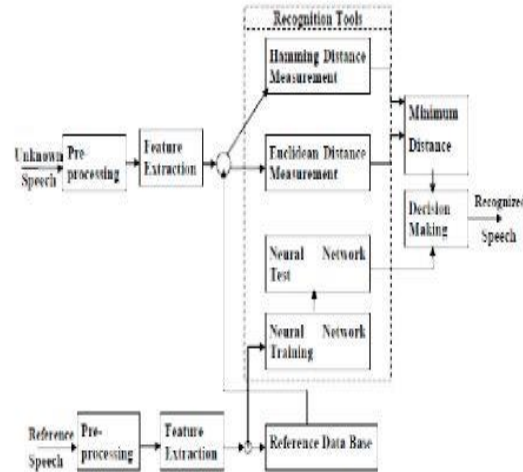 Recognition Tools
Hamming Distance
Measurement
Minimum
Distance
Unknown
Speech
Pre-
processing
Feature
Extraction
Euclidean Distance
Measurement
Decision
Making
Recognized
Speech
Neural Network
Test
Neural Network
Training
Reference
Speech
Pre-
processing
Feature
Extraction
Reference Data Base